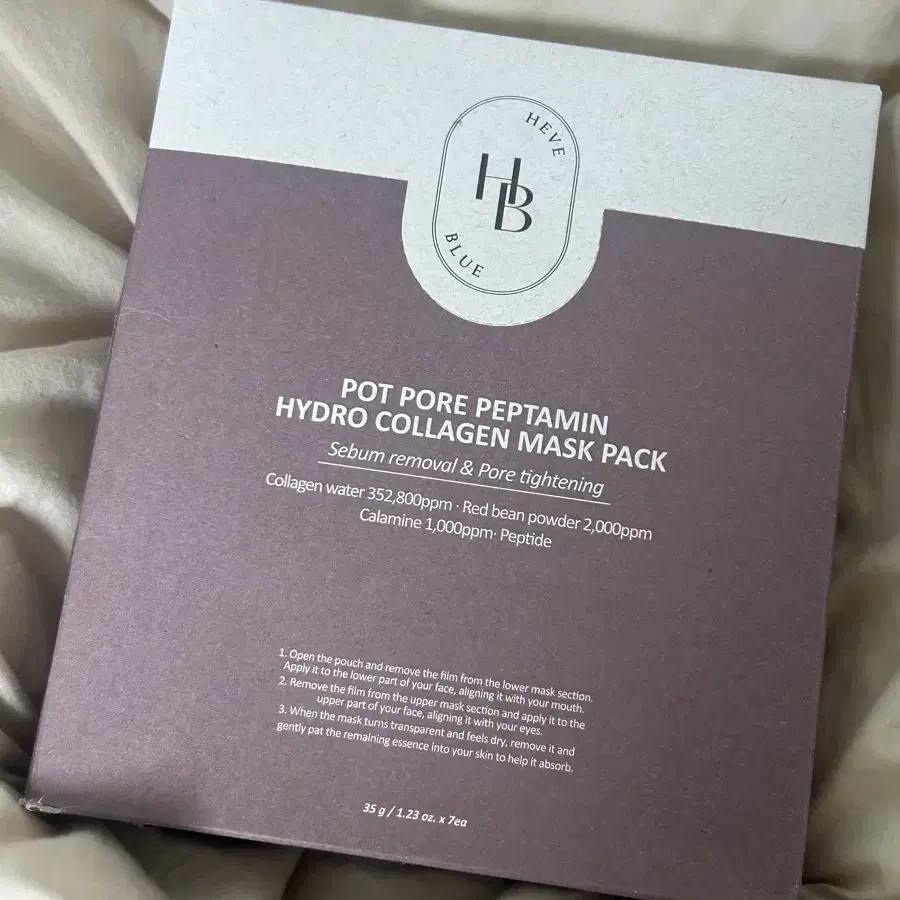 HEVE
HB
BLUE
POT PORE PEPTAMIN
HYDRO COLLAGEN MASK PACK
Sebum removal & Pore tightening
Collagen water 352,800ppm · Red bean powder 2,000ppm
Calamine 1,000ppm· Peptide
1. Open the pouch and remove the film from the lower mask section.
Apply it to the lower part of your face, aligning it with your mouth.
2. Remove the film from the upper mask section and apply it to the
upper part of your face, aligning it with your eyes.
3. When the mask turns transparent and feels dry, remove it and
gently pat the remaining essence into your skin to help it absorb.
35 g / 1.23 oz. x 7ea